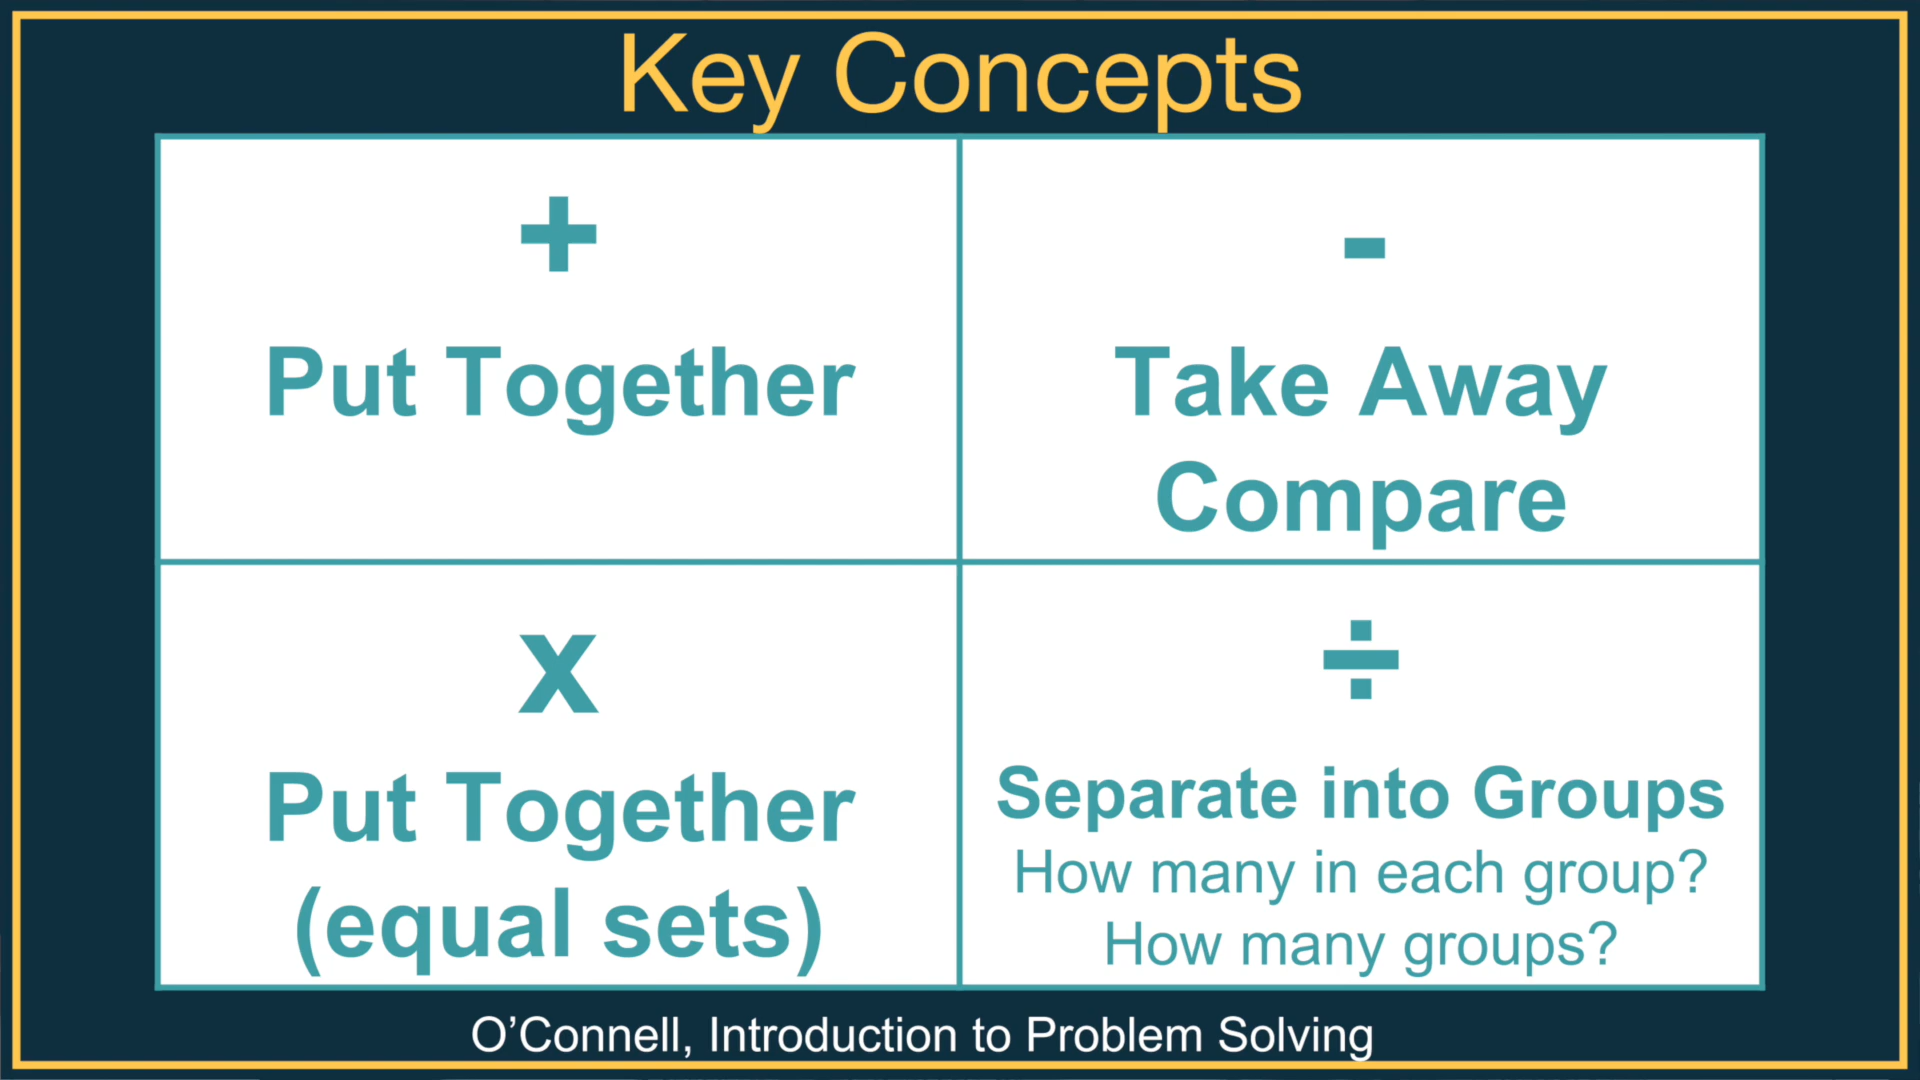 Key Concepts
+
Put Together
-
Take Away
Compare
x
Put Together
(equal sets)
÷
Separate into Groups
How many in each group?
How many groups?
O’Connell, Introduction to Problem Solving